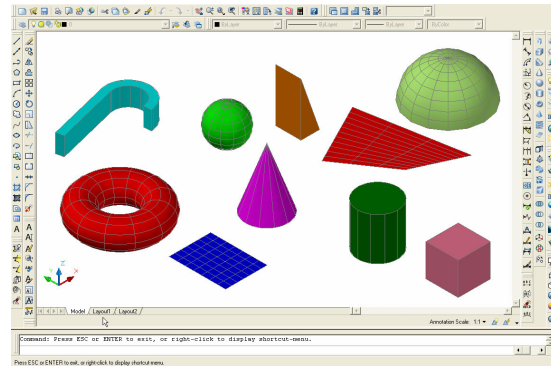 0
ByLayer
ByLayer
ByLayer
ByColor
Z
Y
X
Model / Layout1 / Layout2 /
Annotation Scale: 1:1
Command: Press ESC or ENTER to exit, or right-click to display shortcut-menu.
Press ESC or ENTER to exit, or right-click to display shortcut-menu.